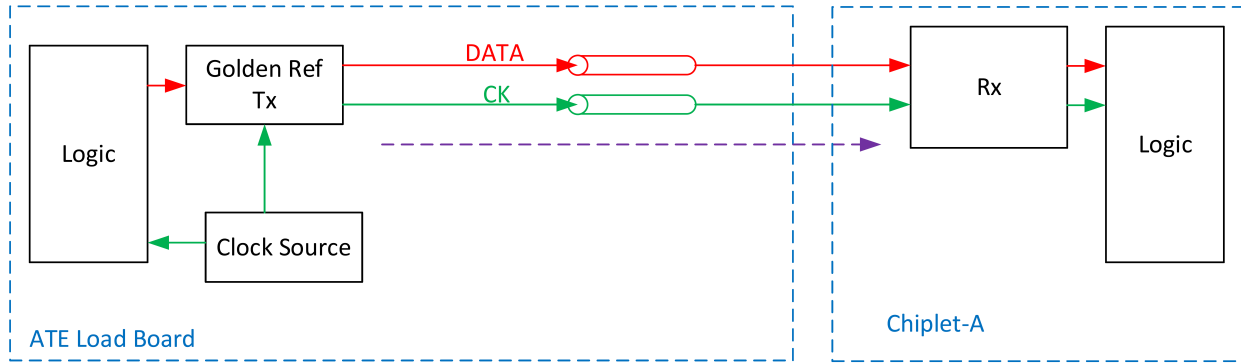 DATA
Golden Ref
Tx
CK
Rx
Logic
Logic
Clock Source
ATE Load Board
Chiplet-A